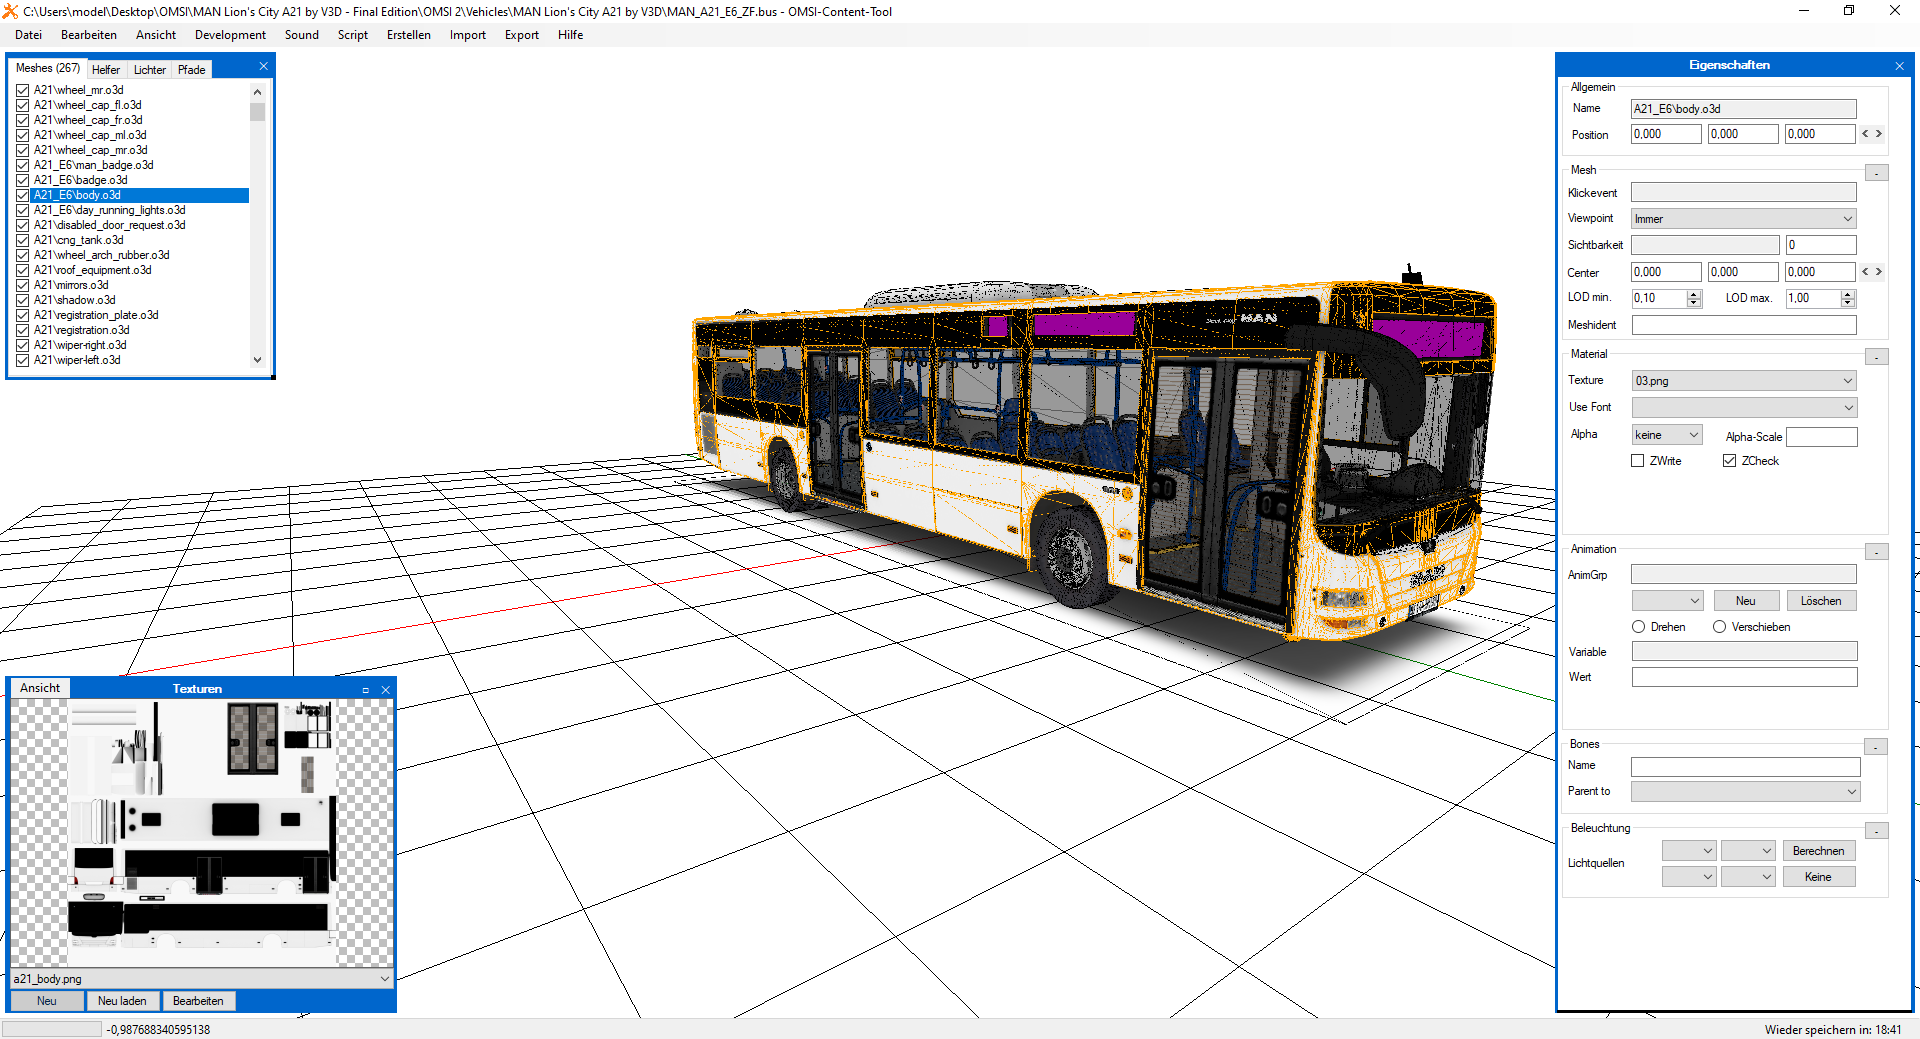 C:\Users\model\Desktop\OMSI\MAN Lion's City A21 by V3D - Final Edition\OMSI 2\Vehicles\MAN Lion's City A21 by V3D\MAN_A21_E6_ZF.bus - OMSI-Content-Tool
Datei Bearbeiten Ansicht Development Sound Script Erstellen Import Export Hilfe
Meshes (267) Helfer Lichter Pfade
A21\wheel_mr.o3d
A21\wheel_cap_fl.o3d
A21\wheel_cap_fr.o3d
A21\wheel_cap_ml.o3d
A21\wheel_cap_mr.o3d
A21_E6\man_badge.o3d
A21_E6\badge.o3d
A21_E6\body.o3d
A21_E6\day_running_lights.o3d
A21\disabled_door_request.o3d
A21\cng_tank.o3d
A21\wheel_arch_rubber.o3d
A21\roof_equipment.o3d
A21\mirrors.o3d
A21\shadow.o3d
A21\registration_plate.o3d
A21\registration.o3d
A21\wiper-right.o3d
A21\wiper-left.o3d
MAN
Ansicht Texturen
a21_body.png
Neu Neu laden Bearbeiten
Eigenschaften
Allgemein
Name A21_E6\body.o3d
Position 0,000 0,000 0,000 < >
Mesh -
Klickevent
Viewpoint Immer
Sichtbarkeit 0
Center 0,000 0,000 0,000 < >
LOD min. 0,10 LOD max. 1,00
Meshident
Material -
Texture 03.png
Use Font
Alpha keine Alpha-Scale
ZWrite ZCheck
Animation -
AnimGrp
Neu Löschen
Drehen Verschieben
Variable
Wert
Bones -
Name
Parent to
Beleuchtung -
Lichtquellen Berechnen
Keine
-0,987688340595138
Wieder speichern in: 18:41